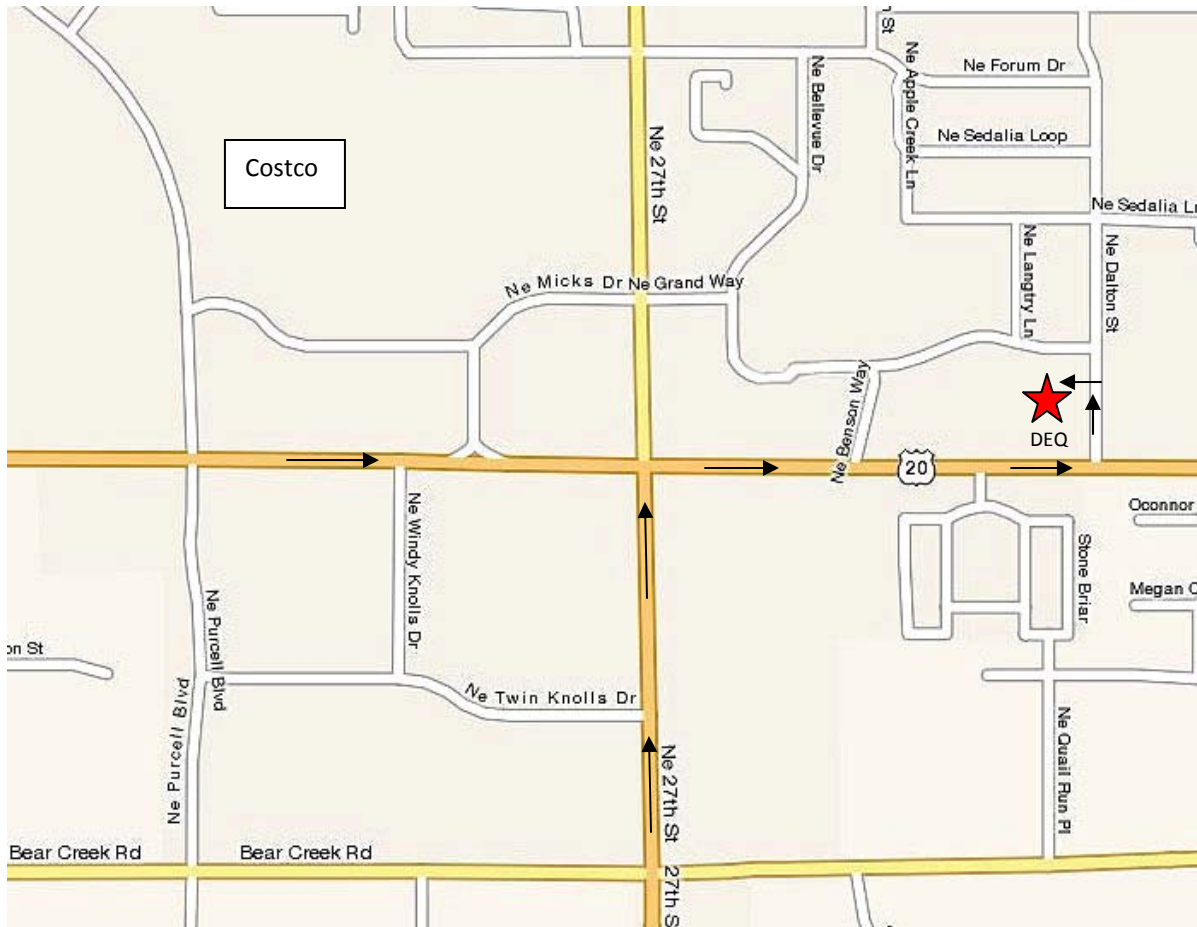 n St
Ne Forum Dr
Ne Apple Creek Ln
Ne Bellevue Dr
Ne Sedalia Loop
Costco
Ne 27th St
Ne Sedalia Ln
Ne Langtry Ln
Ne Dalton St
Ne Micks Dr
Ne Grand Way
Ne Benson Way
DEQ
20
Oconnor
Ne Windy Knolls Dr
Stone Briar
Megan C
Ne Purcell Blvd
on St
Ne Purcell Blvd
Ne Twin Knolls Dr
Ne Quail Run Pl
Ne 27th St
Bear Creek Rd
Bear Creek Rd
27th S